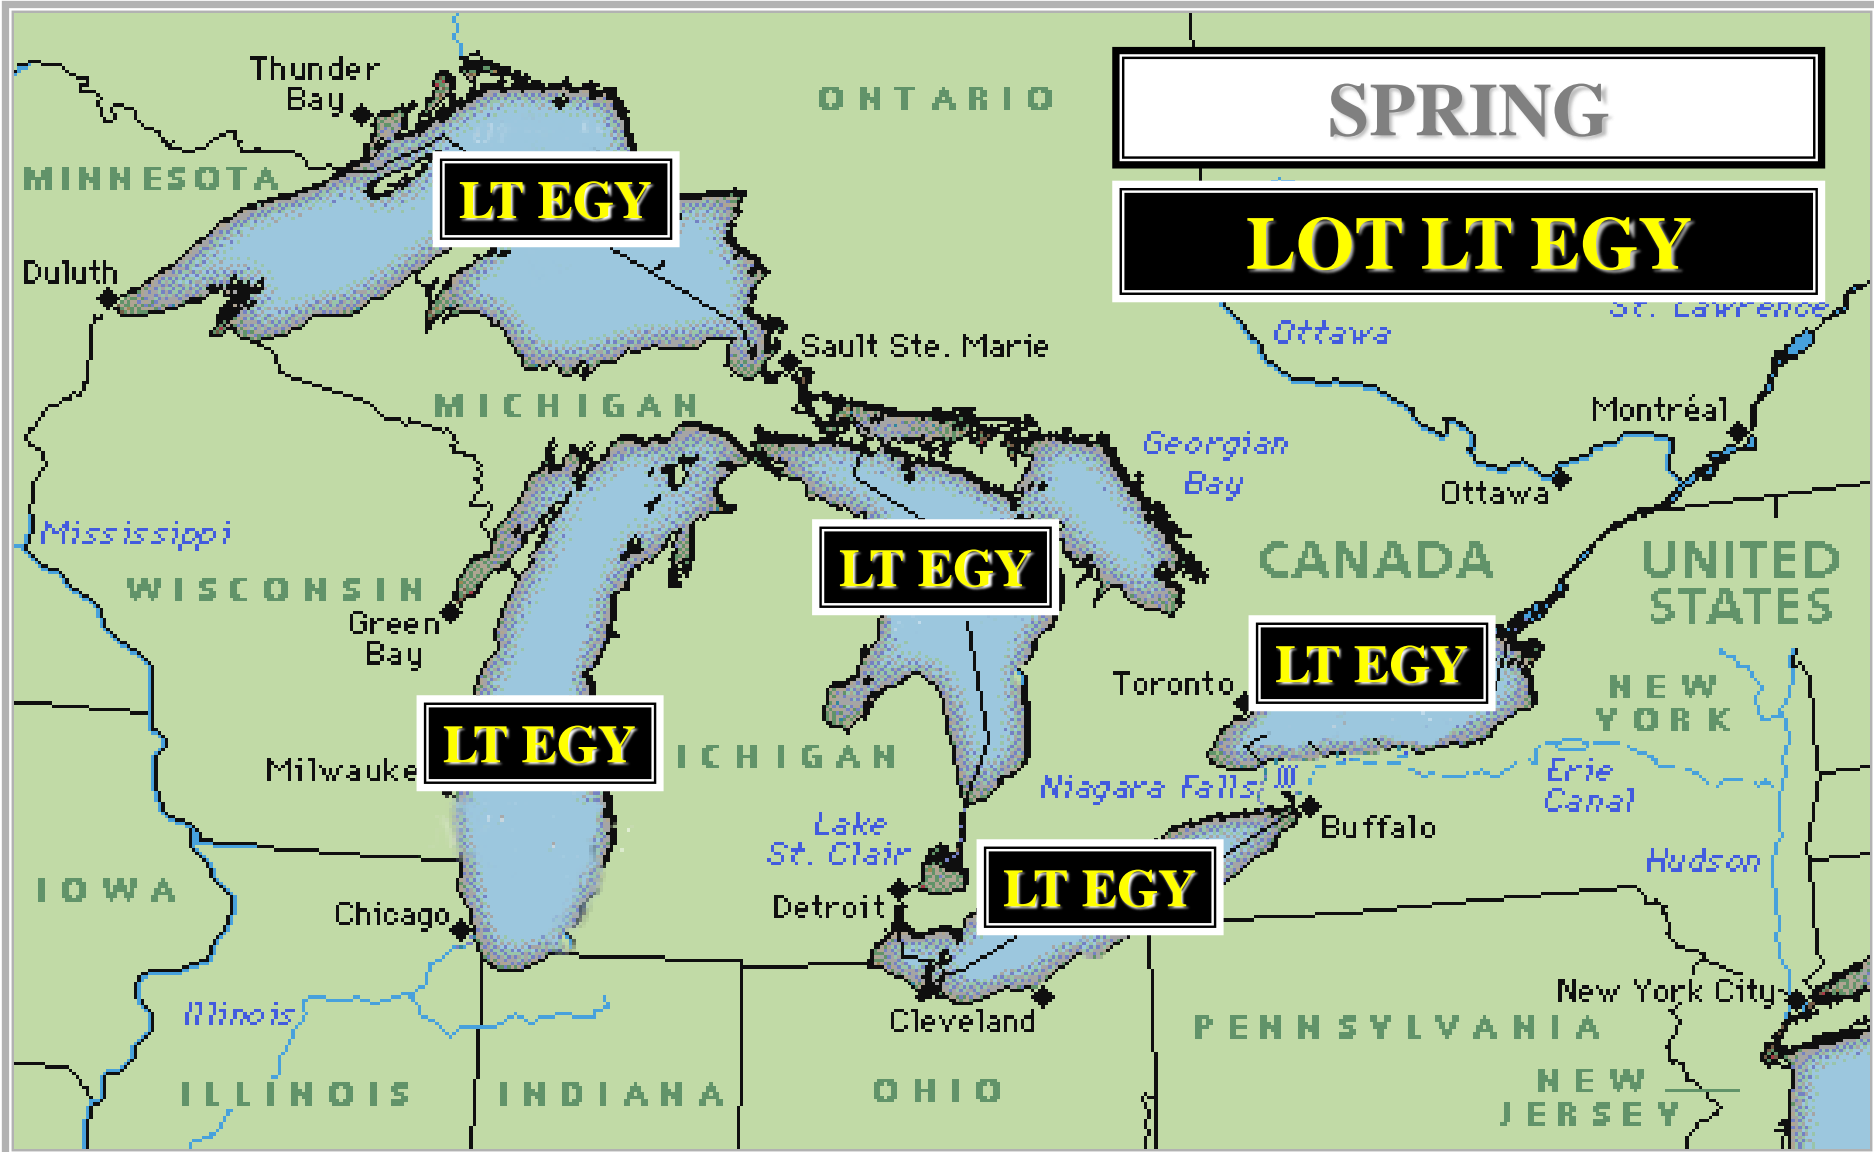 Thunder
Bay
ONTARIO
SPRING
MINNESOTA
LT EGY
LOT LT EGY
Duluth
St. Lawrence
Ottawa
Sault Ste. Marie
MICHIGAN
Montréal
Georgian
Bay
Ottawa
Mississippi
LT EGY
CANADA
UNITED
STATES
WISCONSIN
Green
Bay
LT EGY
Toronto
NEW
YORK
LT EGY
ICHIGAN
Milwauke
Niagara Falls
Erie
Canal
Lake
St. Clair
Buffalo
Hudson
IOWA
LT EGY
Chicago
Detroit
New York City
Illinois
Cleveland
PENNSYLVANIA
ILLINOIS
INDIANA
OHIO
NEW
JERSEY